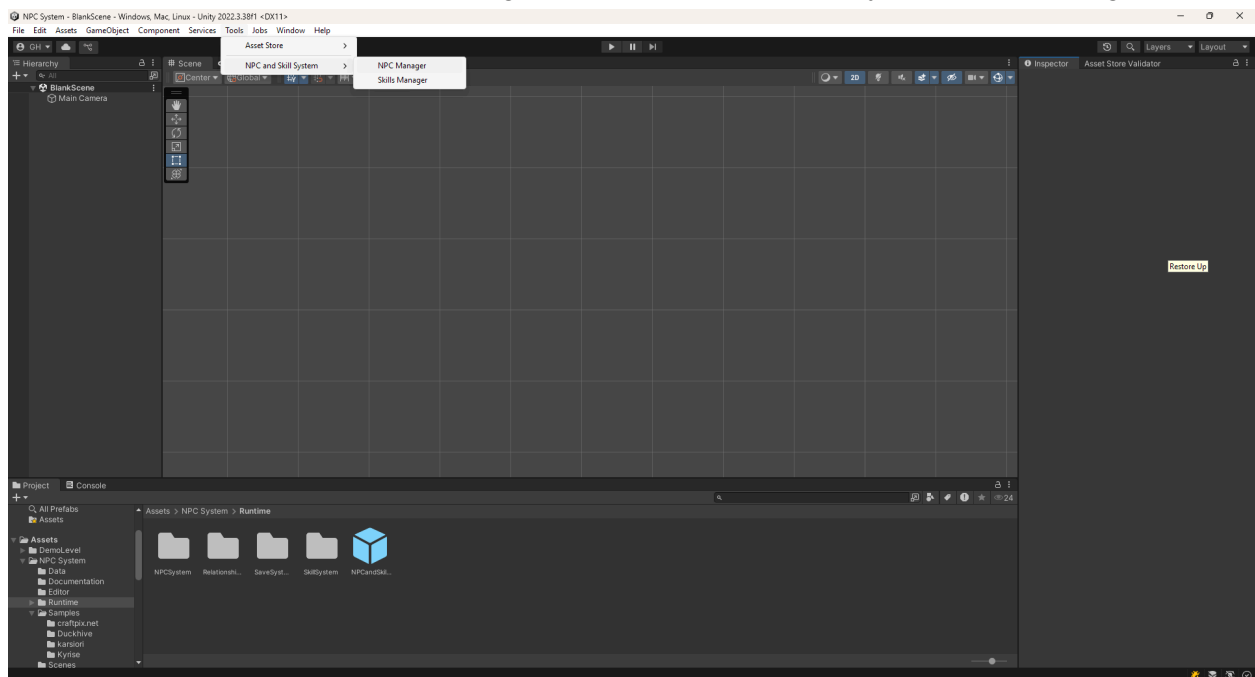 NPC System - BlankScene - Windows, Mac, Linux - Unity 2022.3.38f1 <DX11>
File Edit Assets GameObject Component Services Tools Jobs Window Help
GH Layers Layout
Asset Store
NPC and Skill System
NPC Manager
Skills Manager
Hierarchy
Scene
Inspector Asset Store Validator
All
Center Global 2D
BlankScene
Main Camera
Restore Up
Project Console
24
All Prefabs
Assets
Assets > NPC System > Runtime
Assets
DemoLevel
NPC System
Data
Documentation
Editor
Runtime
Samples
craftpix.net
Duckhive
karsiori
Kyrise
Scenes
NPCSystem Relationshi... SaveSyst... SkillSystem NPCandSkil...